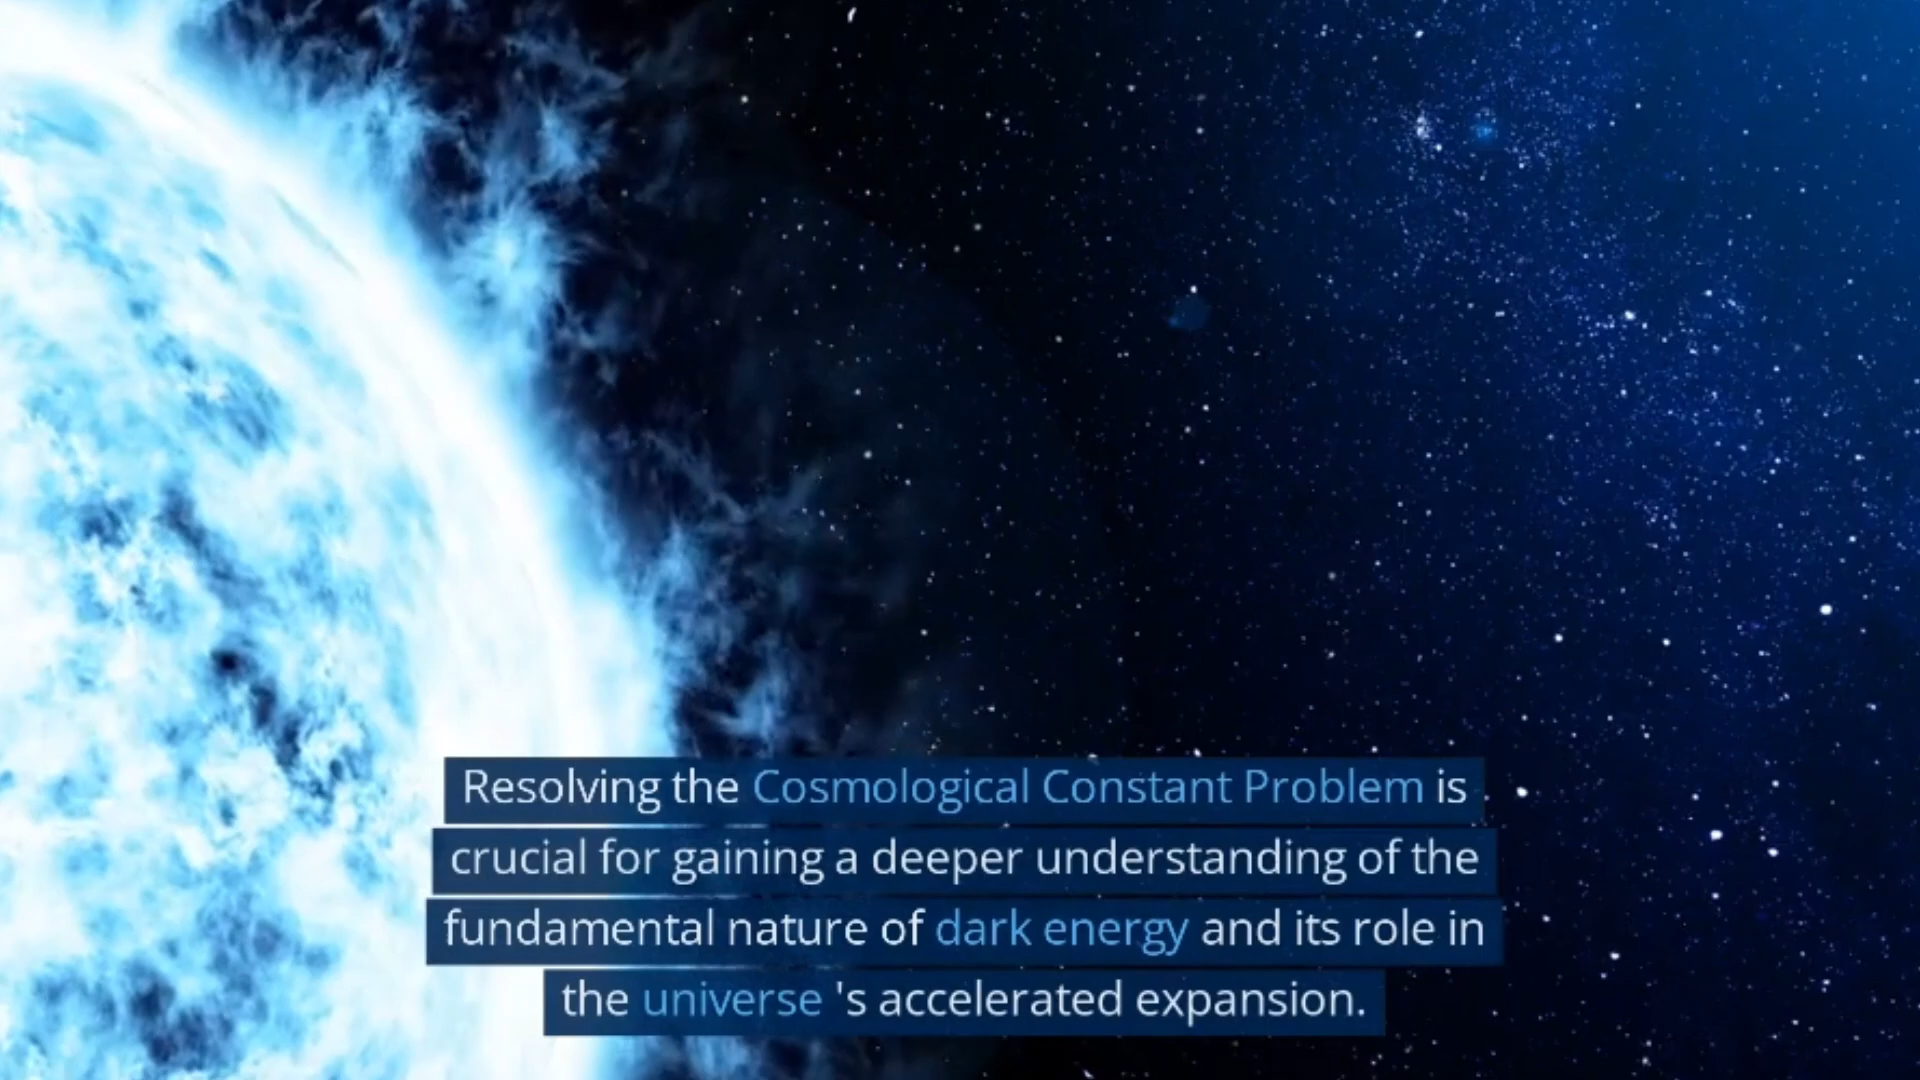 Resolving the Cosmological Constant Problem is
crucial for gaining a deeper understanding of the
fundamental nature of dark energy and its role in
the universe 's accelerated expansion.